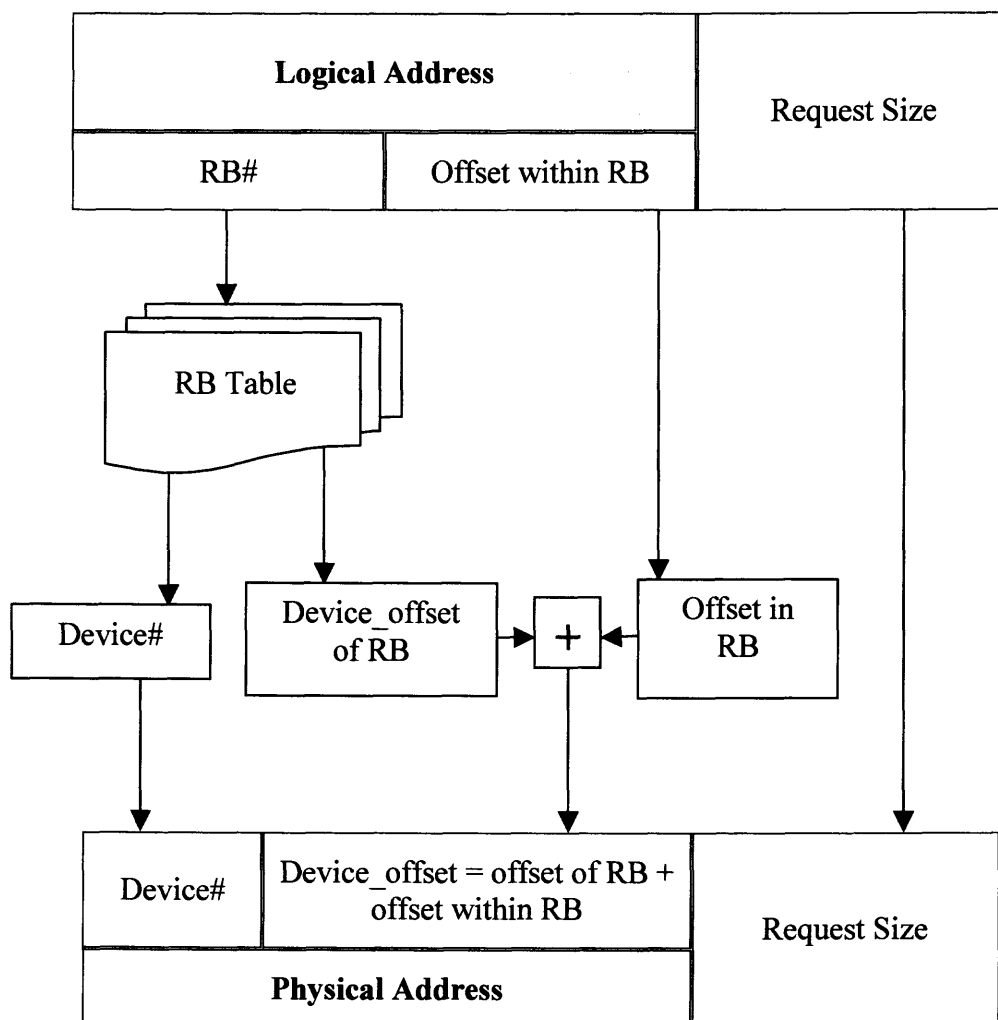 Logical Address
Request Size
RB#
Offset within RB
RB Table
Device#
Device_offset
of RB
+
Offset in
RB
Device#
Device_offset = offset of RB +
offset within RB
Request Size
Physical Address